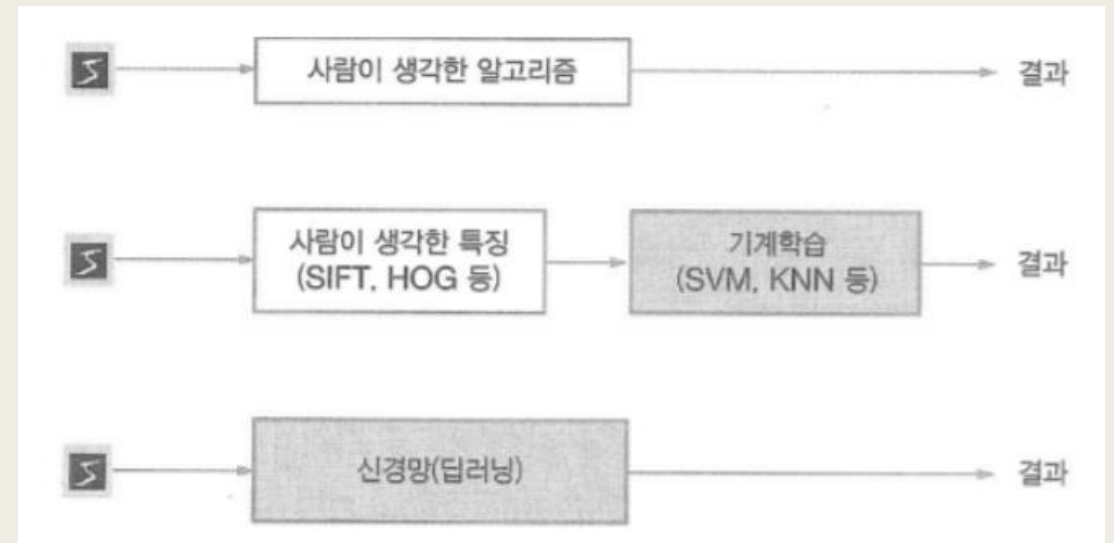 사람이 생각한 알고리즘
결과
사람이 생각한 특징
(SIFT, HOG 등)
기계학습
(SVM, KNN 등)
결과
신경망(딥러닝)
결과